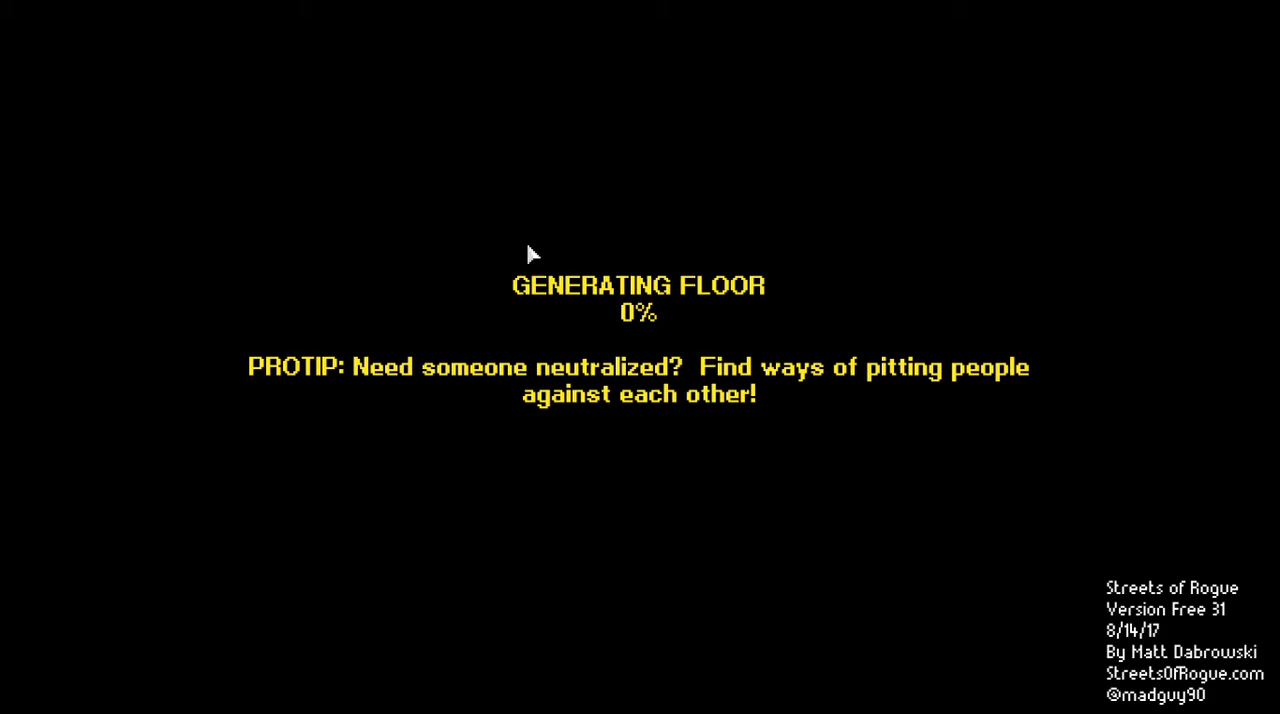 GENERATING FLOOR
0%
PROTIP: Need someone neutralized?  Find ways of pitting people
against each other!
Streets of Rogue
Version Free 31
8/14/17
By Matt Dabrowski
StreetsOfRogue.com
@madguy90